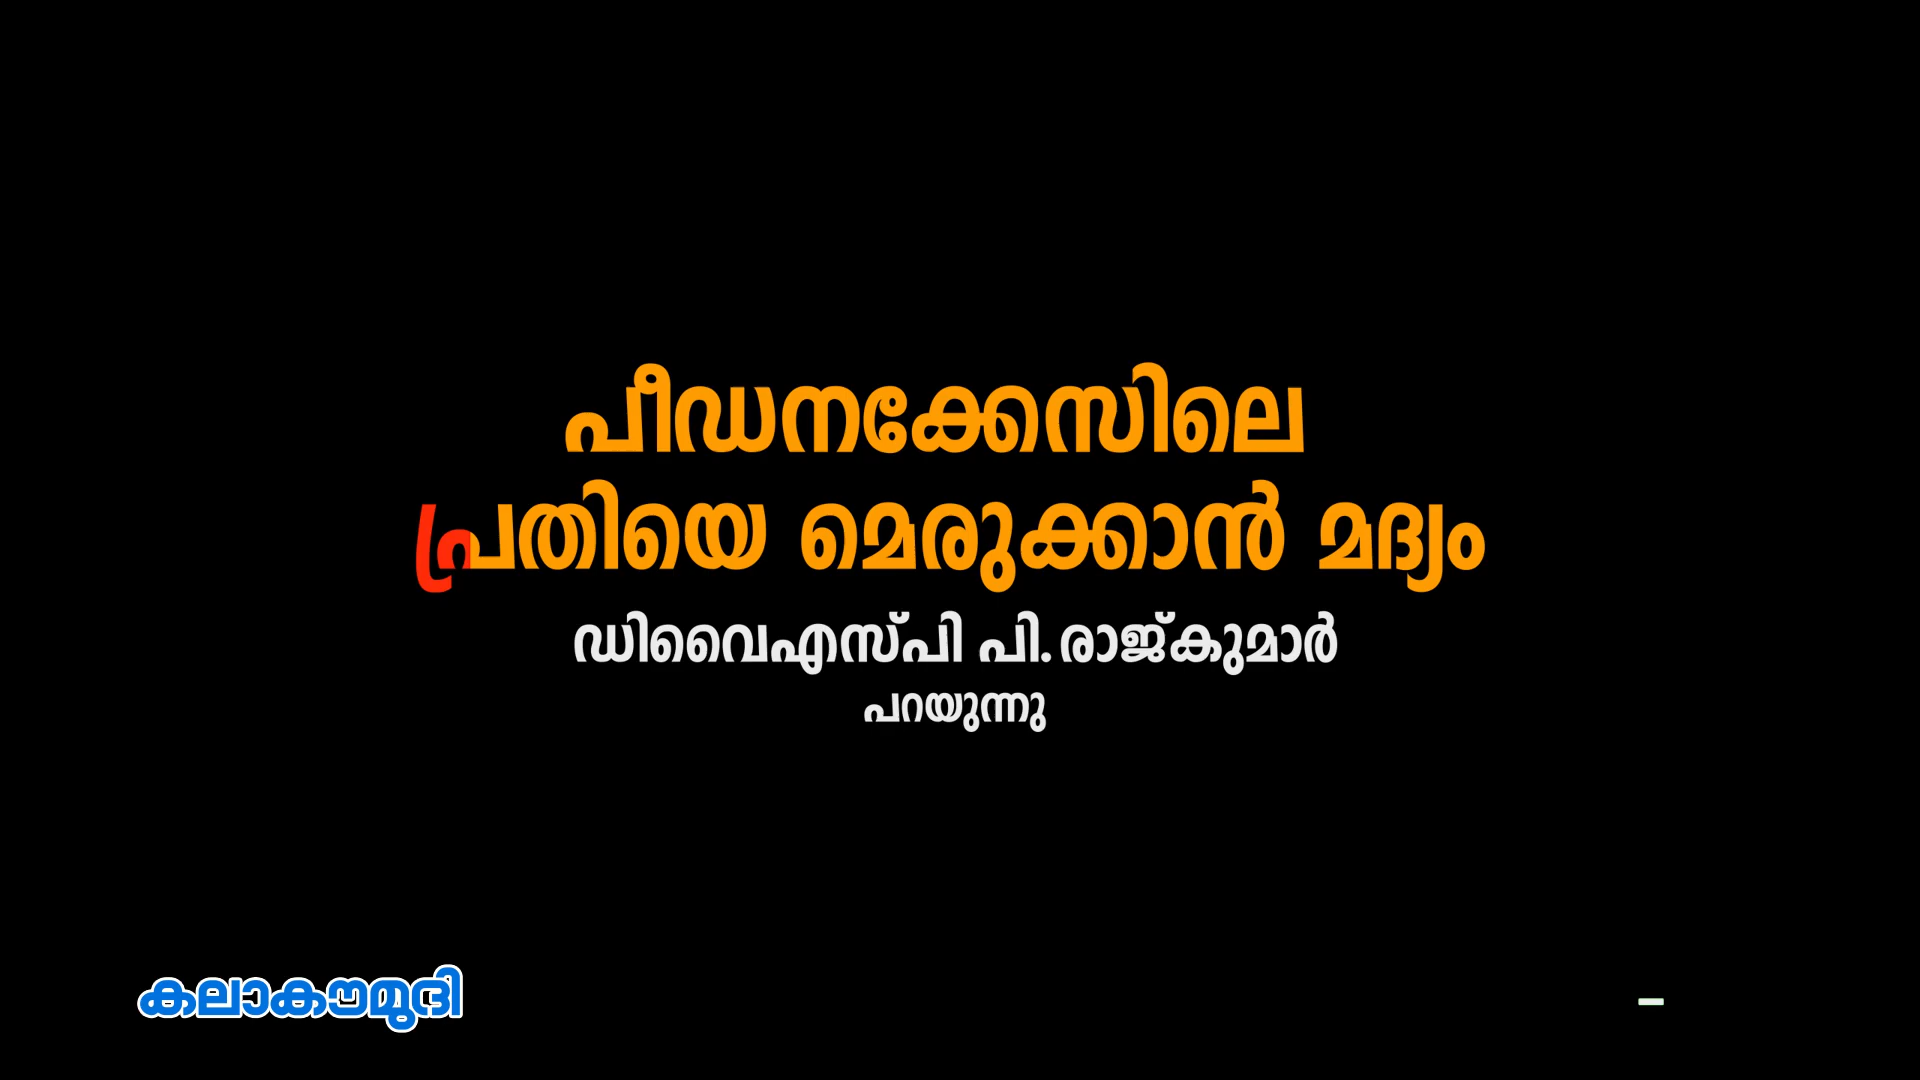 പീഡനക്കേസിലെ
പ്രതിയെ മെരുക്കാൻ മദ്യം
ഡിവൈഎസ്പി പി. രാജ്കുമാർ
പറയുന്നു
കലാകൗമുദി